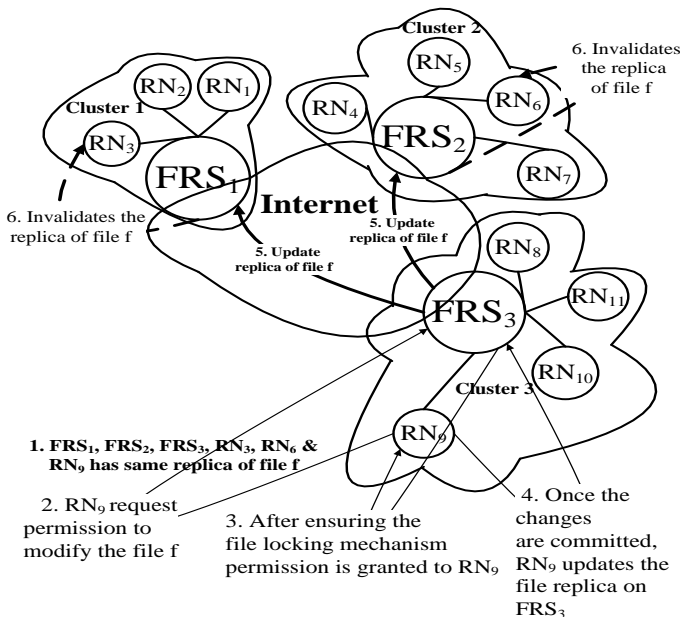 Cluster 2
RN₅
6. Invalidates
the replica
of file f
RN₂
RN₁
Cluster 1
RN₆
RN₄
RN₃
FRS₂
FRS₁
RN₇
6. Invalidates the
replica of file f
Internet
5. Update
replica of file f
5. Update
replica of file f
RN₈
FRS₃
RN₁₁
RN₁₀
Cluster 3
RN₉
1. FRS₁, FRS₂, FRS₃, RN₃, RN₆ &
RN₉ has same replica of file f
2. RN₉ request
permission to
modify the file f
3. After ensuring the
file locking mechanism
permission is granted to RN₉
4. Once the
changes
are committed,
RN₉ updates the
file replica on
FRS₃